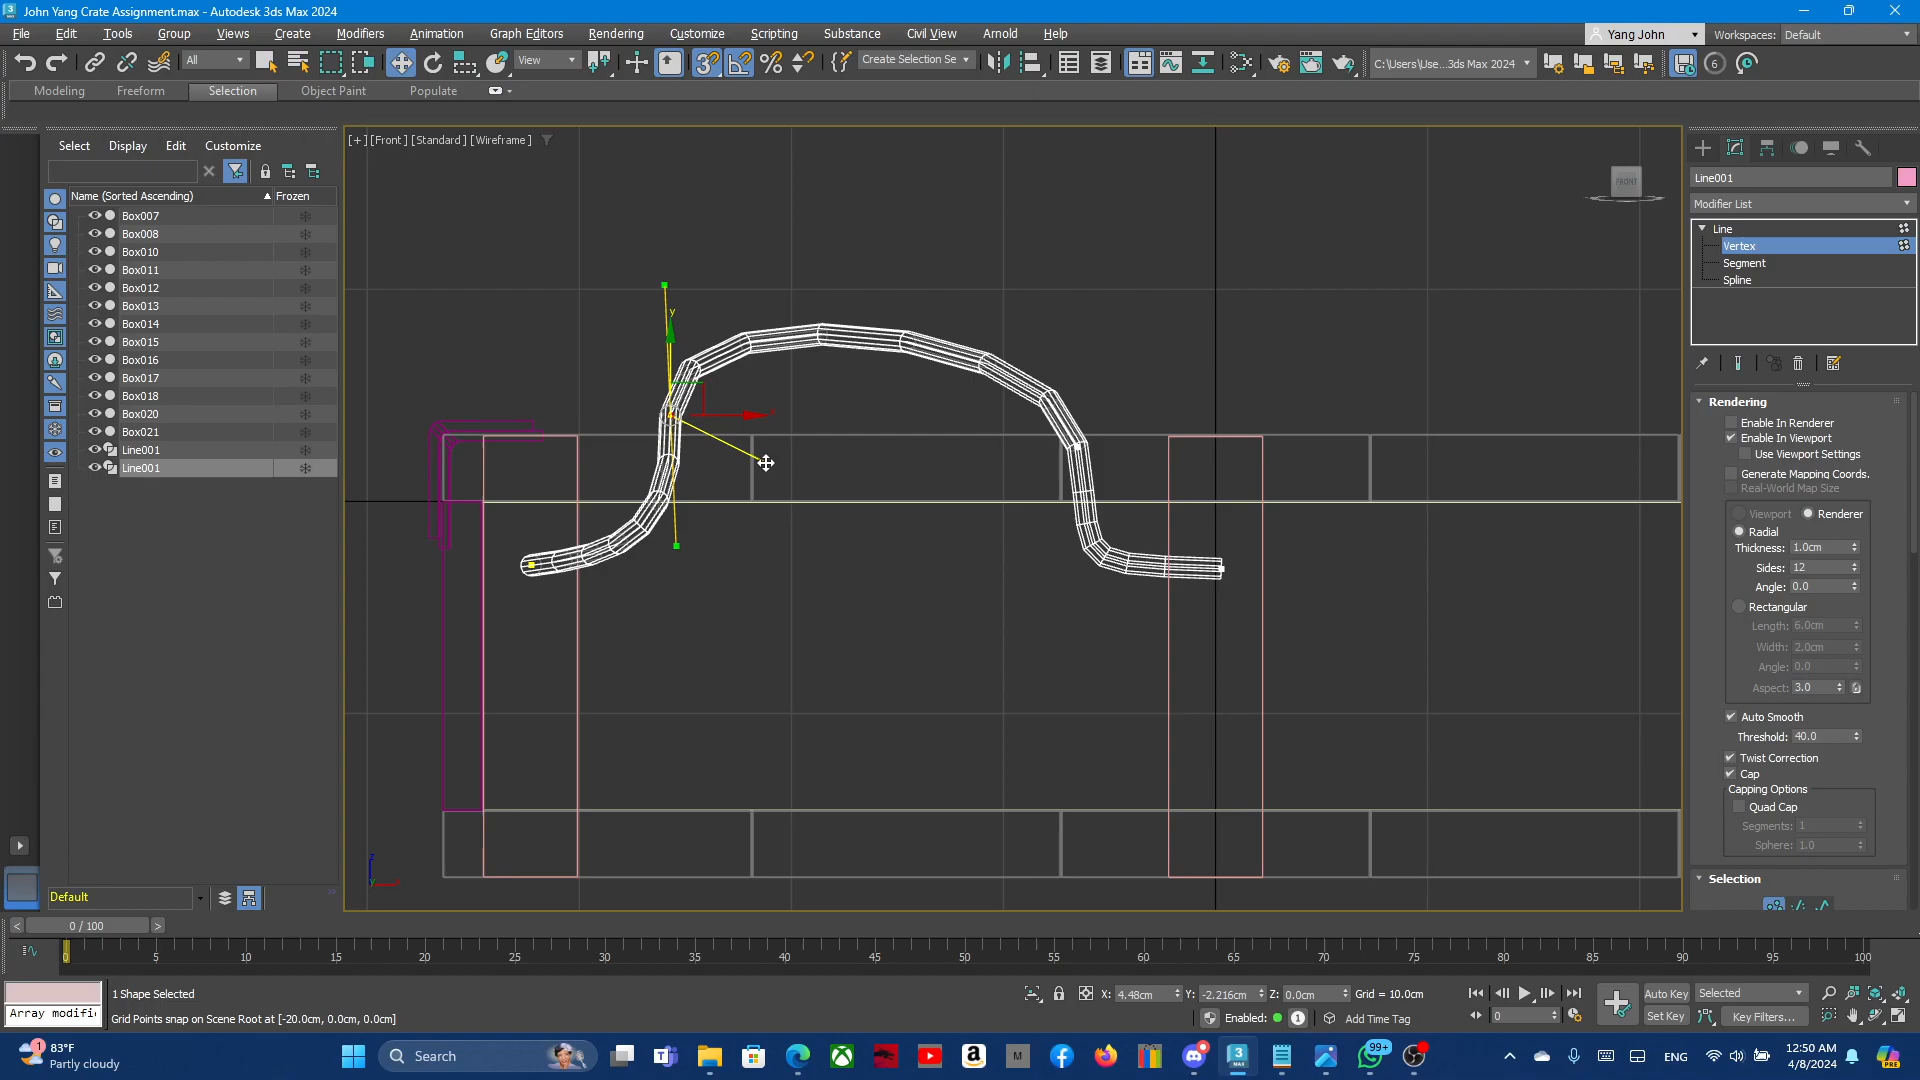 John Yang Crate Assignment.max - Autodesk 3ds Max 2024
File Edit Tools Group Views Create Modifiers Animation Graph Editors Rendering Customize Scripting Substance Civil View Arnold Help
Yang John
Workspaces: Default
All
View
Create Selection Se
C:\Users\Use...3ds Max 2024
6
Modeling Freeform Selection Object Paint Populate
Select Display Edit Customize
Name (Sorted Ascending) Frozen
Box007
Box008
Box010
Box011
Box012
Box013
Box014
Box015
Box016
Box017
Box018
Box020
Box021
Line001
Line001
Default
[+] [Front] [Standard] [Wireframe]
FRONT
y
x
z
Line001
Modifier List
Line
Vertex
Segment
Spline
Rendering
Enable In Renderer
Enable In Viewport
Use Viewport Settings
Generate Mapping Coords.
Real-World Map Size
Viewport Renderer
Radial
Thickness: 1.0cm
Sides: 12
Angle: 0.0
Rectangular
Length: 6.0cm
Width: 2.0cm
Angle: 0.0
Aspect: 3.0
Auto Smooth
Threshold: 40.0
Twist Correction
Cap
Capping Options
Quad Cap
Segments: 1
Sphere: 1.0
Selection
0 / 100
0 5 10 15 20 25 30 35 40 45 50 55 60 65 70 75 80 85 90 95 100
Array modifi
1 Shape Selected
Grid Points snap on Scene Root at [-20.0cm, 0.0cm, 0.0cm]
X: 4.48cm Y: -2.216cm Z: 0.0cm Grid = 10.0cm
Enabled: 1 Add Time Tag
0
Auto Key Selected
Set Key Key Filters...
1
83°F
Partly cloudy
Search
99+
ENG
12:50 AM
4/8/2024